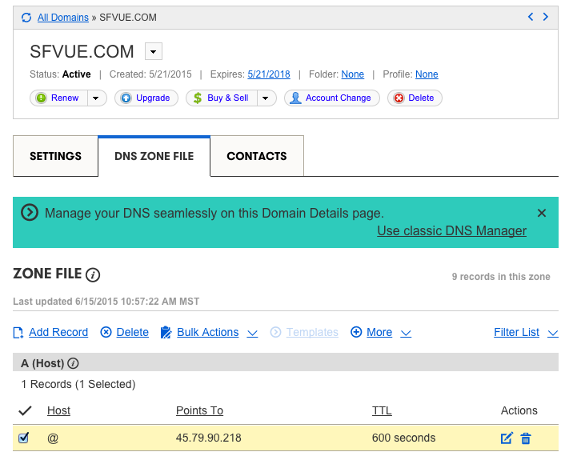 All Domains » SFVUE.COM
SFVUE.COM
Status: Active | Created: 5/21/2015 | Expires: 5/21/2018 | Folder: None | Profile: None
Renew Upgrade Buy & Sell Account Change Delete
SETTINGS DNS ZONE FILE CONTACTS
Manage your DNS seamlessly on this Domain Details page.
Use classic DNS Manager
ZONE FILE
9 records in this zone
Last updated 6/15/2015 10:57:22 AM MST
Add Record Delete Bulk Actions Templates More Filter List
A (Host)
1 Records (1 Selected)
Host Points To TTL Actions
@ 45.79.90.218 600 seconds